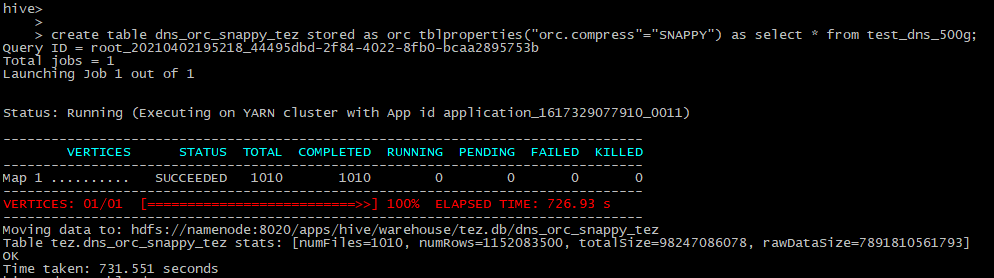 hive>
    >
    > create table dns_orc_snappy_tez stored as orc tblproperties("orc.compress"="SNAPPY") as select * from test_dns_500g;
Query ID = root_20210402195218_44495dbd-2f84-4022-8fb0-bcaa2895753b
Total jobs = 1
Launching Job 1 out of 1
Status: Running (Executing on YARN cluster with App id application_1617329077910_0011)
--------------------------------------------------------------------------------
        VERTICES      STATUS  TOTAL  COMPLETED  RUNNING  PENDING  FAILED  KILLED
--------------------------------------------------------------------------------
Map 1 ..........   SUCCEEDED   1010       1010        0        0       0       0
--------------------------------------------------------------------------------
VERTICES: 01/01  [==========================>>] 100%  ELAPSED TIME: 726.93 s
--------------------------------------------------------------------------------
Moving data to: hdfs://namenode:8020/apps/hive/warehouse/tez.db/dns_orc_snappy_tez
Table tez.dns_orc_snappy_tez stats: [numFiles=1010, numRows=1152083500, totalSize=98247086078, rawDataSize=7891810561793]
OK
Time taken: 731.551 seconds